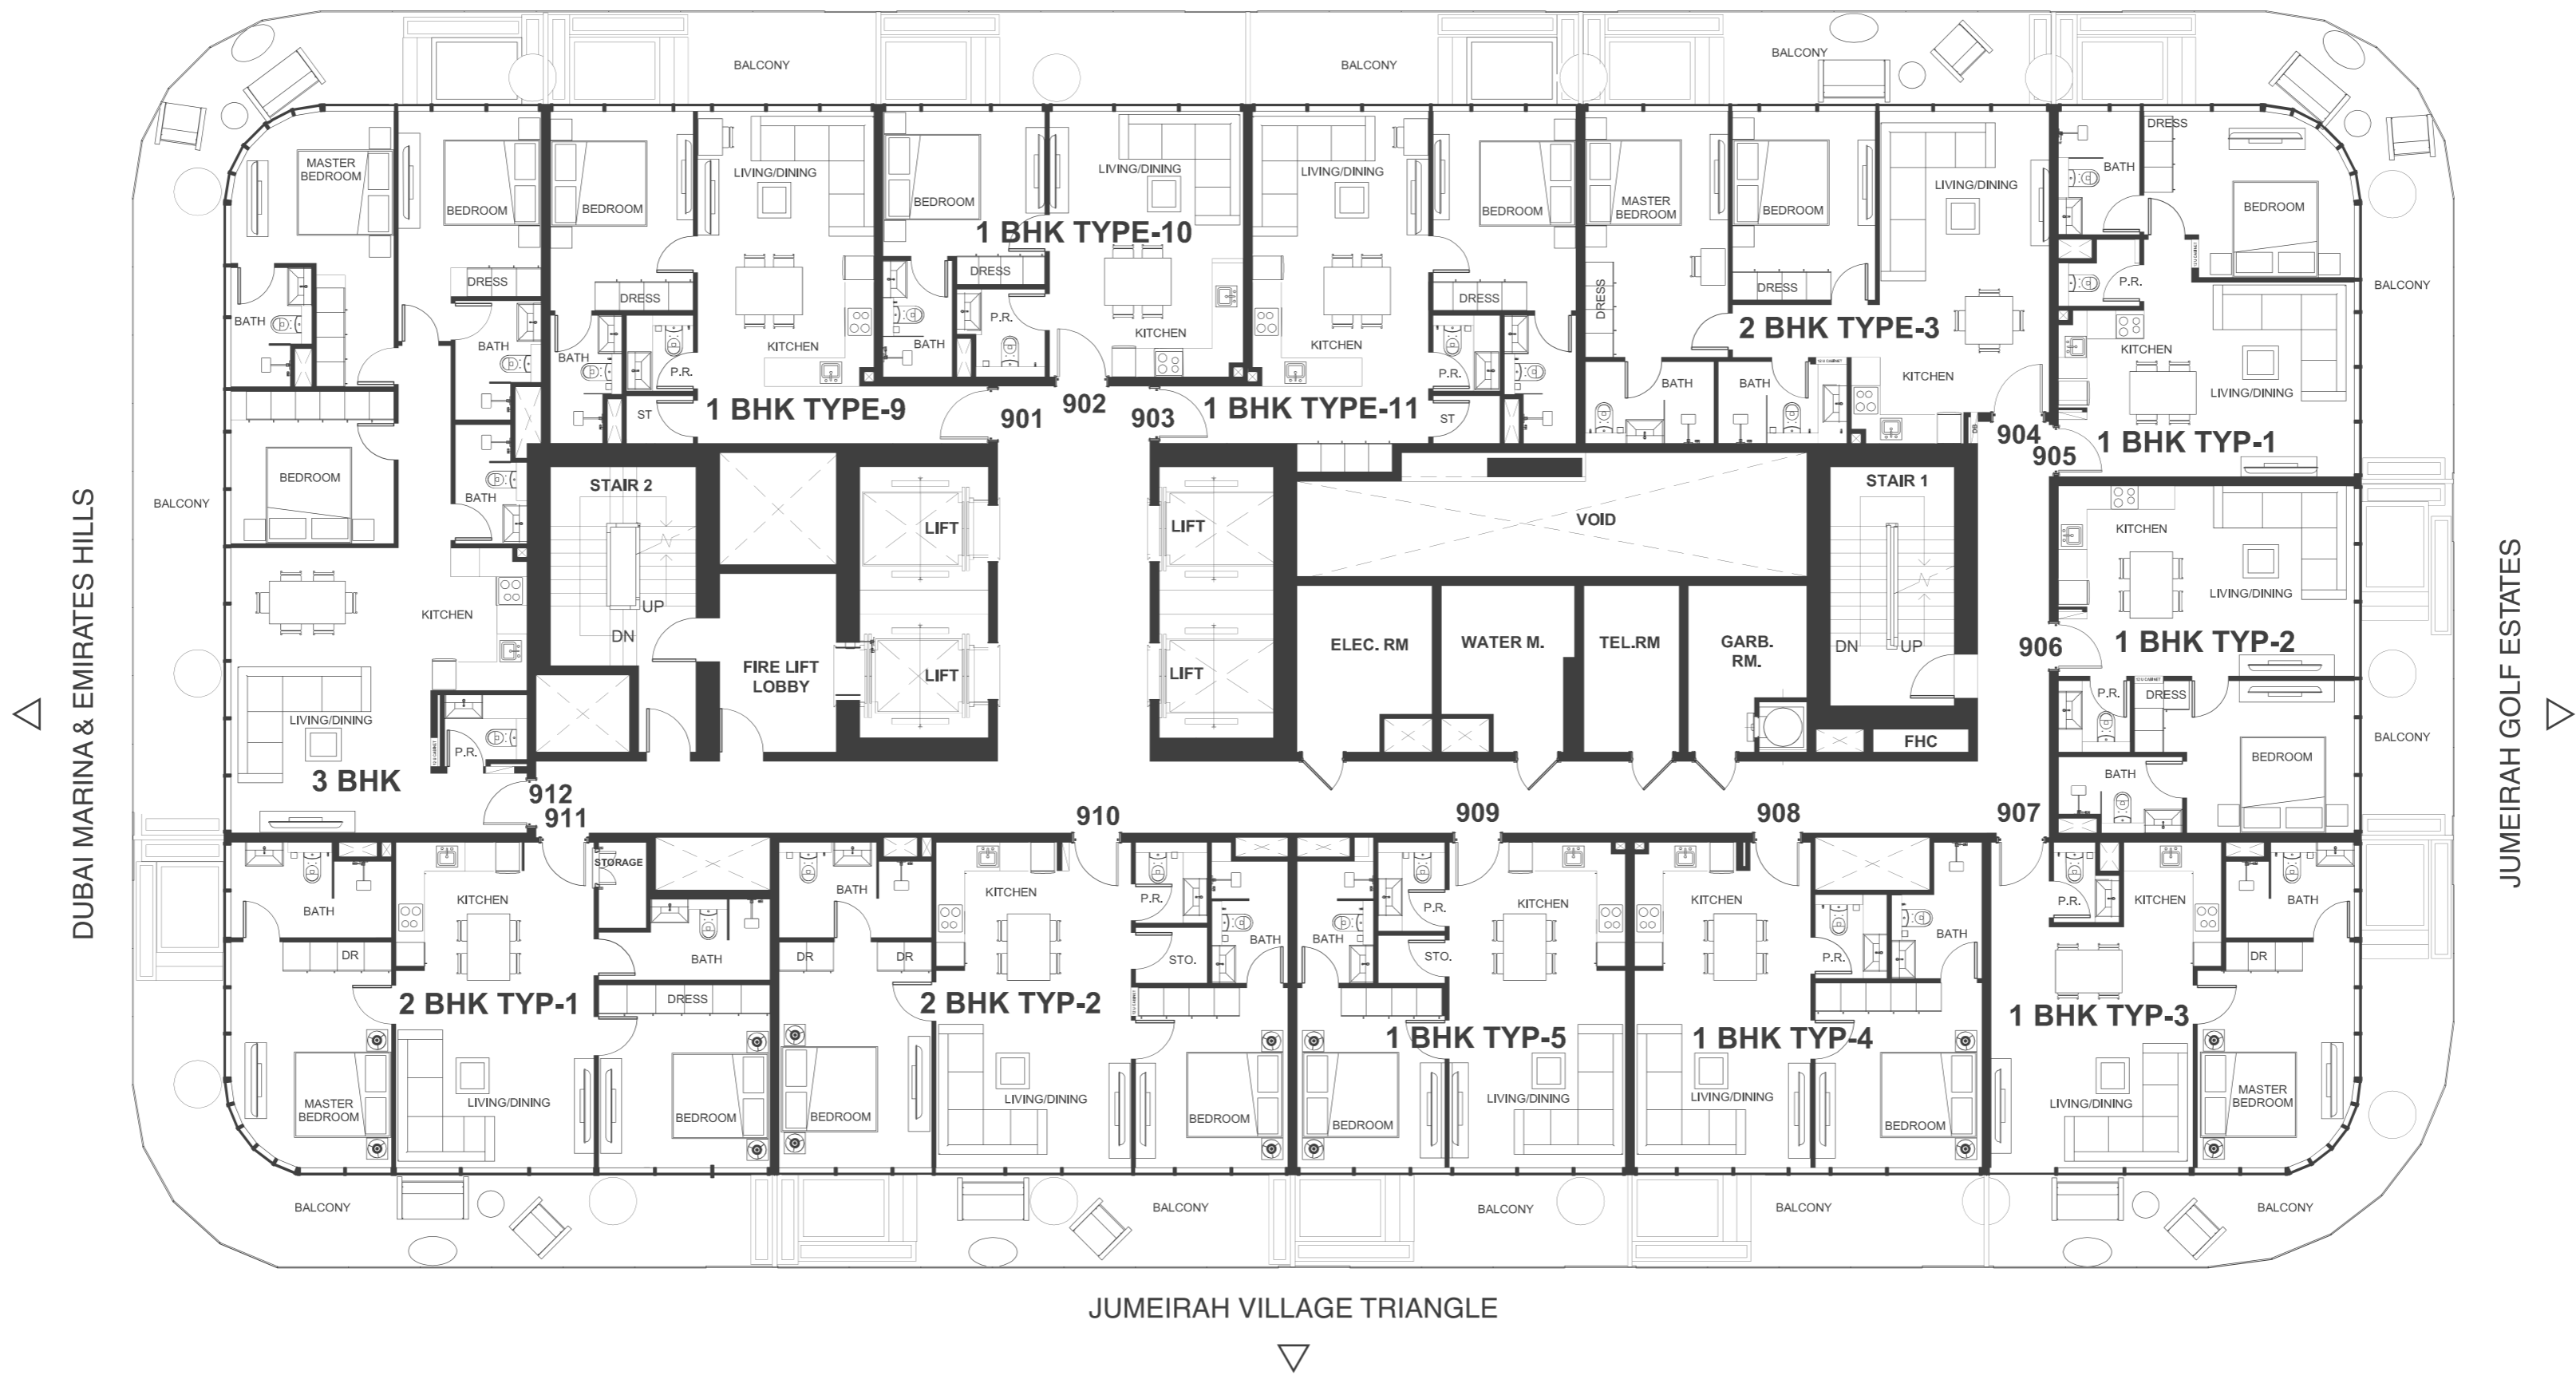 BALCONY
BALCONY
BALCONY
MASTER
BEDROOM
BEDROOM
DRESS
BATH
BATH
BEDROOM
BATH
BALCONY
KITCHEN
LIVING/DINING
P.R.
3 BHK
912
BEDROOM
DRESS
BATH
P.R.
ST
LIVING/DINING
KITCHEN
1 BHK TYPE-9
901
BEDROOM
LIVING/DINING
1 BHK TYPE-10
DRESS
P.R.
BATH
KITCHEN
902
903
LIVING/DINING
KITCHEN
BEDROOM
DRESS
P.R.
ST
1 BHK TYPE-11
MASTER
BEDROOM
BEDROOM
LIVING/DINING
DRESS
DRESS
2 BHK TYPE-3
BATH
BATH
KITCHEN
904
DRESS
BATH
BEDROOM
P.R.
KITCHEN
LIVING/DINING
1 BHK TYP-1
905
BALCONY
KITCHEN
LIVING/DINING
1 BHK TYP-2
906
P.R.
DRESS
BATH
BEDROOM
BALCONY
STAIR 2
UP
DN
FIRE LIFT
LOBBY
LIFT
LIFT
LIFT
LIFT
VOID
ELEC. RM
WATER M.
TEL.RM
GARB.
RM.
STAIR 1
DN
UP
FHC
911
STORAGE
BATH
KITCHEN
BATH
DR
DRESS
2 BHK TYP-1
MASTER
BEDROOM
LIVING/DINING
BEDROOM
BALCONY
910
BATH
KITCHEN
P.R.
DR
DR
STO.
BATH
2 BHK TYP-2
BEDROOM
LIVING/DINING
BEDROOM
BALCONY
909
BATH
P.R.
STO.
KITCHEN
1 BHK TYP-5
BEDROOM
LIVING/DINING
BALCONY
908
KITCHEN
P.R.
BATH
1 BHK TYP-4
LIVING/DINING
BEDROOM
BALCONY
907
P.R.
KITCHEN
BATH
DR
1 BHK TYP-3
LIVING/DINING
MASTER
BEDROOM
BALCONY
DUBAI MARINA & EMIRATES HILLS
JUMEIRAH GOLF ESTATES
JUMEIRAH VILLAGE TRIANGLE